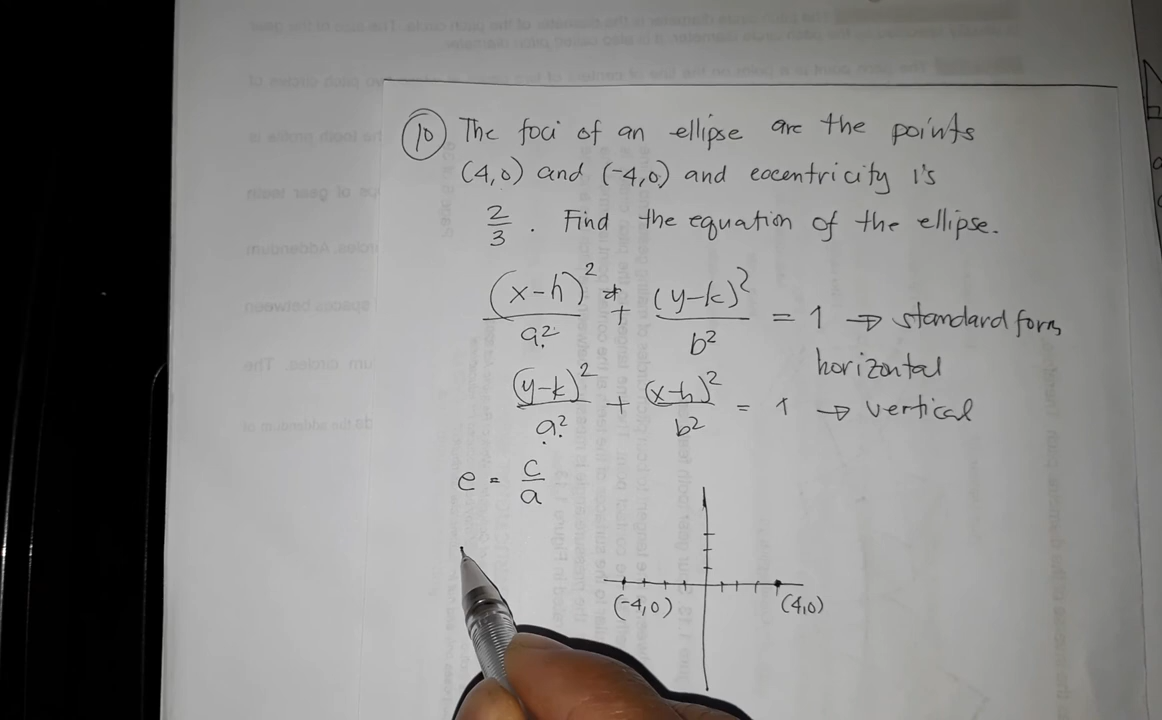 10 The foci of an ellipse are the points
(4,0) and (-4,0) and eocentricity is
2/3 . Find the equation of the ellipse.
(x-h)²/a² + (y-k)²/b² = 1 → standard form,
horizontal
(y-k)²/a² + (x-h)²/b² = 1 → vertical
e = c/a
(-4,0) (4,0)